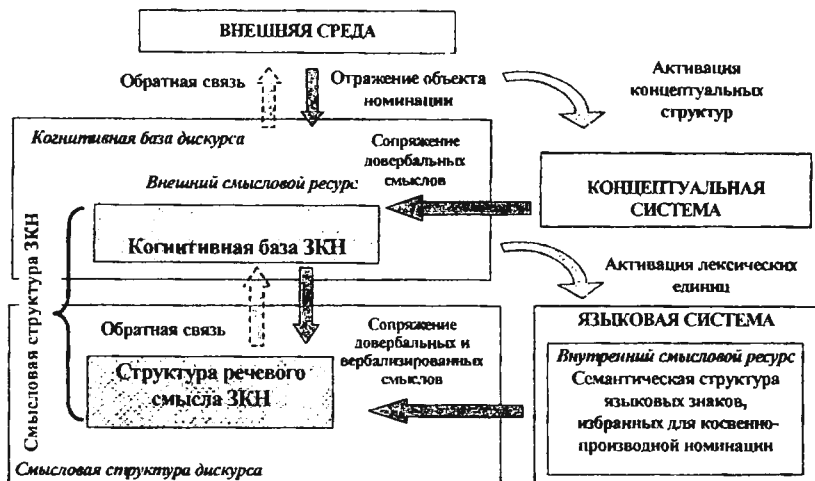 ВНЕШНЯЯ СРЕДА
Обратная связь
Отражение объекта
номинации
Активация
концептуальных
структур
Когнитивная база дискурса
Сопряжение
довербальных
смыслов
Внешний смысловой ресурс
КОНЦЕПТУАЛЬНАЯ
СИСТЕМА
Когнитивная база ЗКН
Смысловая структура ЗКН
Активация лексических
единиц
Обратная связь
Сопряжение
довербальных и
вербализированных
смыслов
ЯЗЫКОВАЯ СИСТЕМА
Внутренний смысловой ресурс
Семантическая структура
языковых знаков,
избранных для косвенно-
производной номинации
Структура речевого
смысла ЗКН
Смысловая структура дискурса